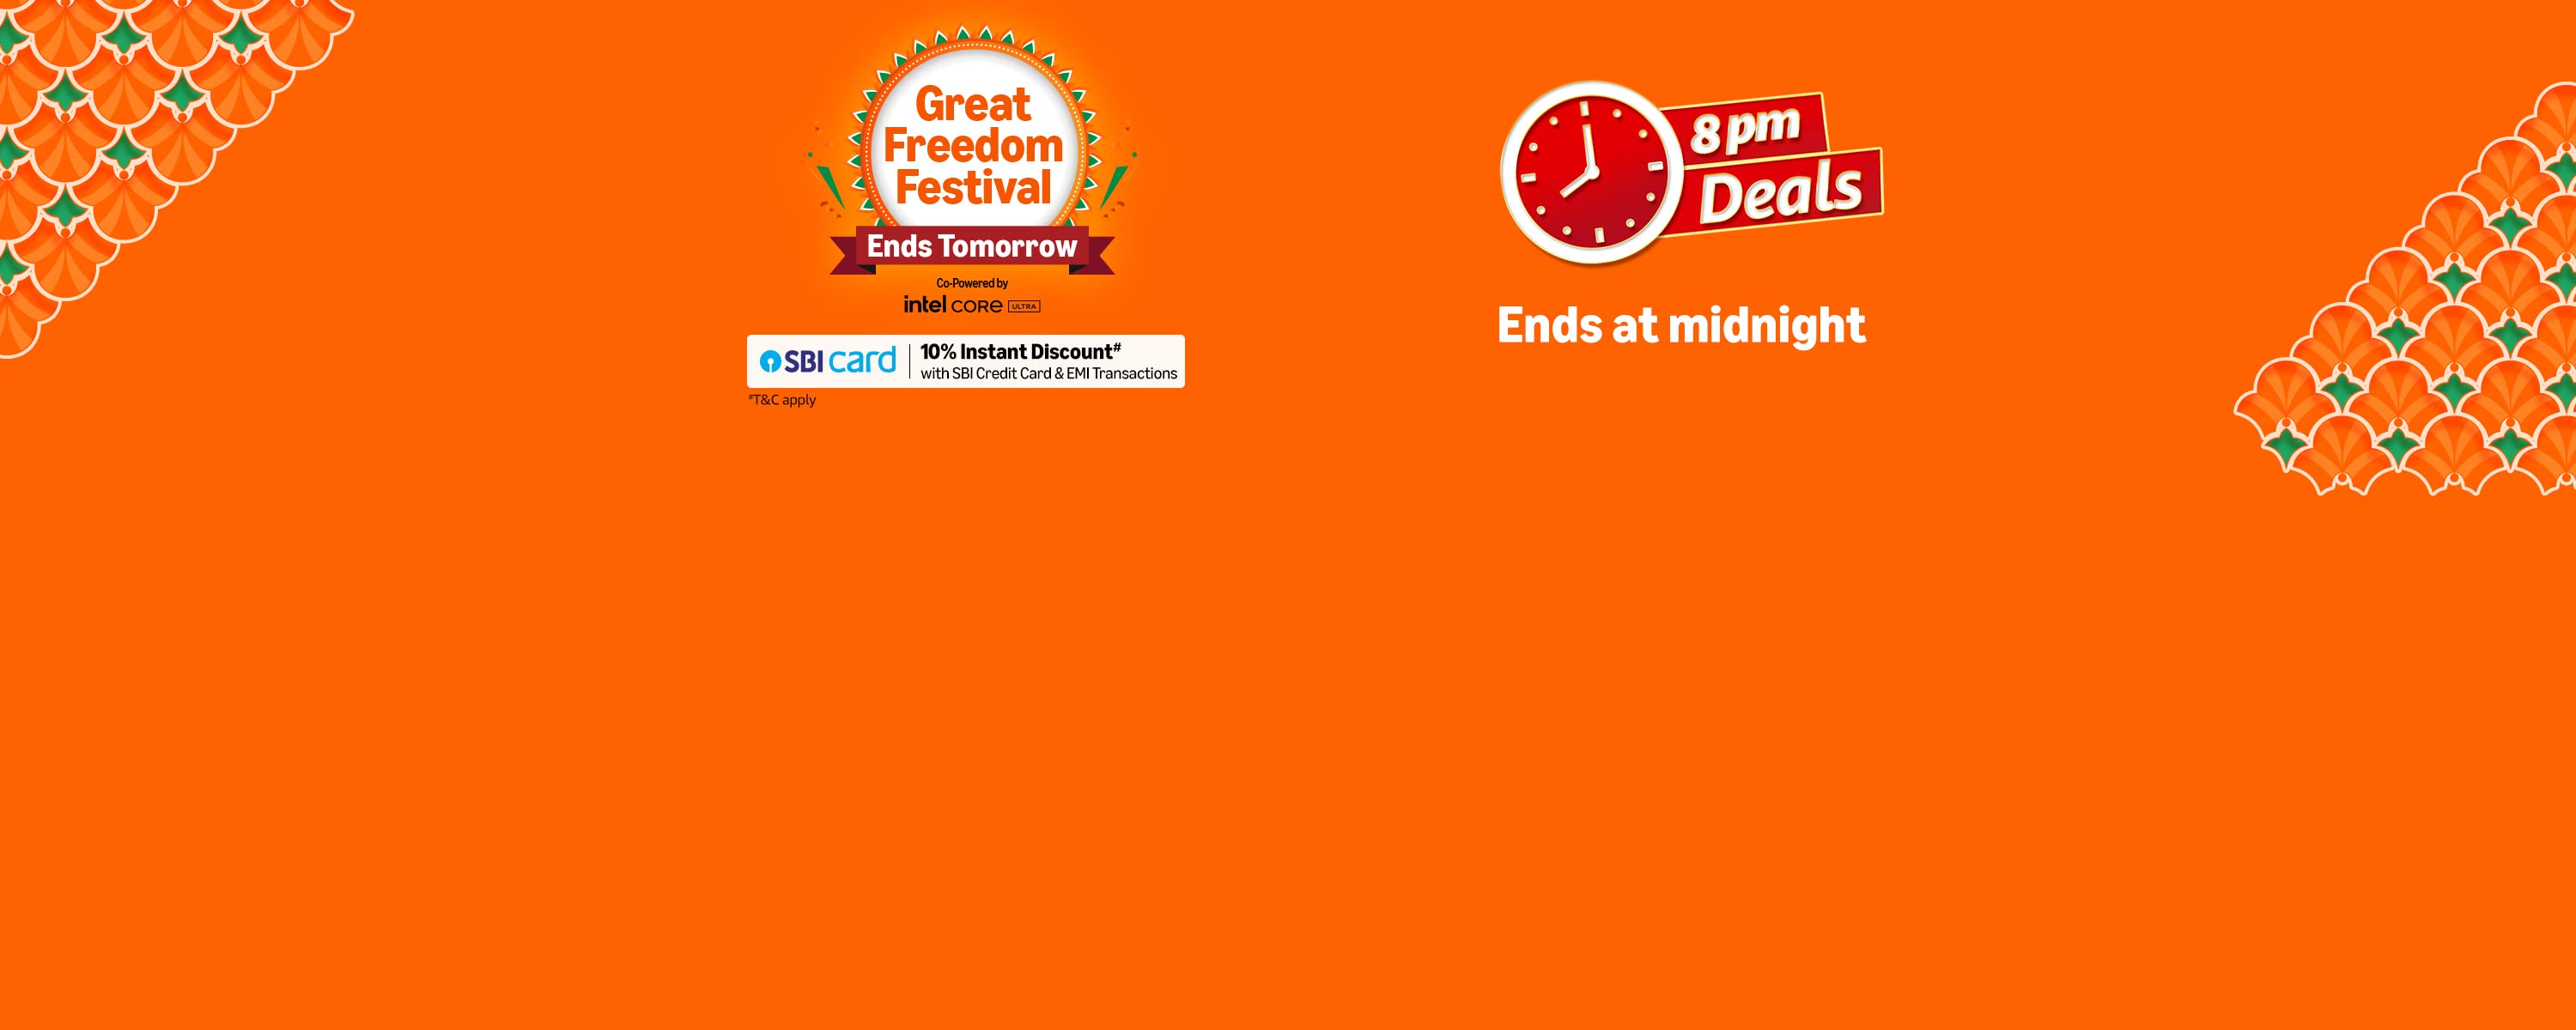 Great
Freedom
Festival
Ends Tomorrow
Co-Powered by
intel CORE ULTRA
SBI card
10% Instant Discount#
with SBI Credit Card & EMI Transactions
#T&C apply
8 pm
Deals
Ends at midnight